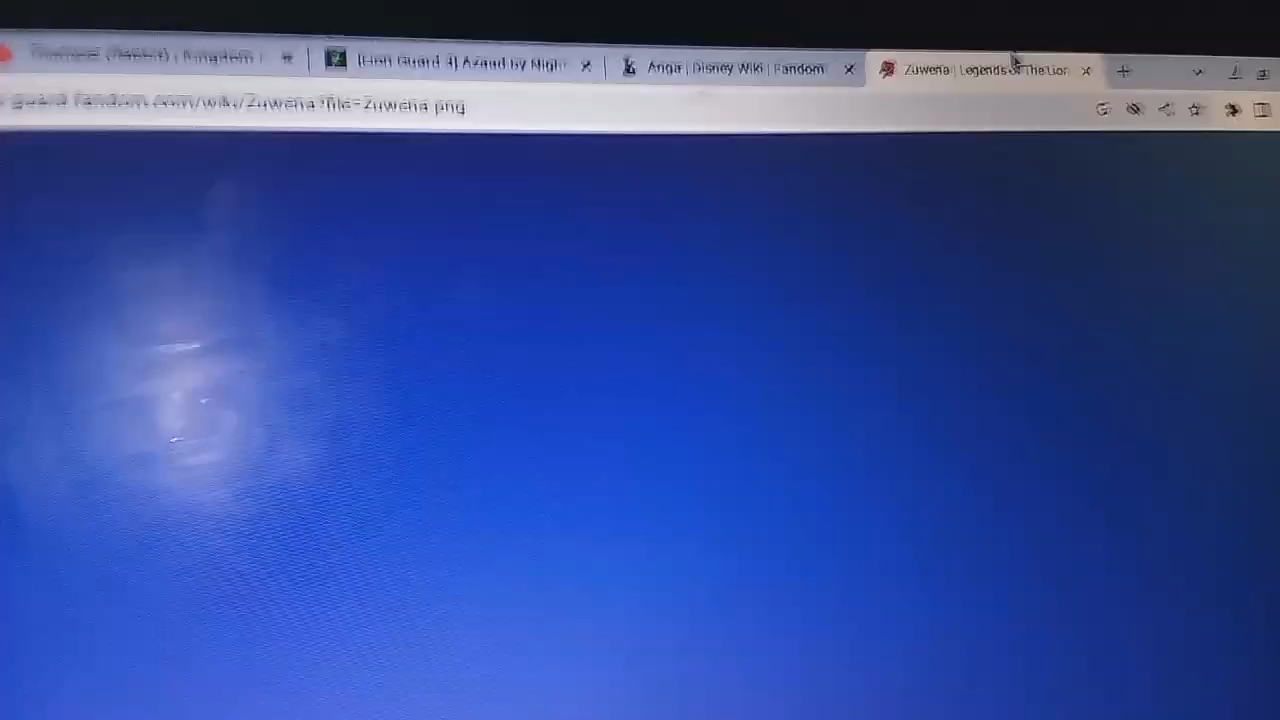 [Lion Guard 3] Azaad by Night
Anga | Disney Wiki | Fandom
Zuwena | Legends of The Lion
guard.fandom.com/wiki/Zuwena?file=Zuwena.png